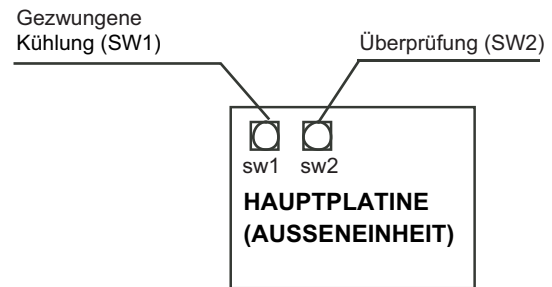 Gezwungene
Kühlung (SW1)
Überprüfung (SW2)
sw1 sw2
HAUPTPLATINE
(AUSSENEINHEIT)